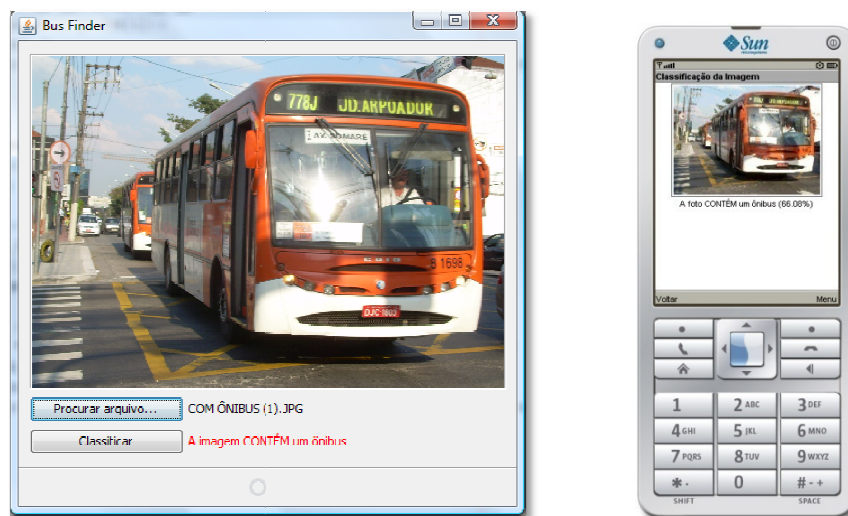 Bus Finder
778J JD.ARPOADOR
8 1698
Procurar arquivo...
COM ÔNIBUS (1).JPG
Classificar
A imagem CONTÉM um ônibus
Sun
Classificação da Imagem
A foto CONTÉM um ônibus (66.08%)
Voltar
Menu
1
2 ABC
3 DEF
4 GHI
5 JKL
6 MNO
7 PQRS
8 TUV
9 WXYZ
* .
0
# - +
SHIFT
SPACE